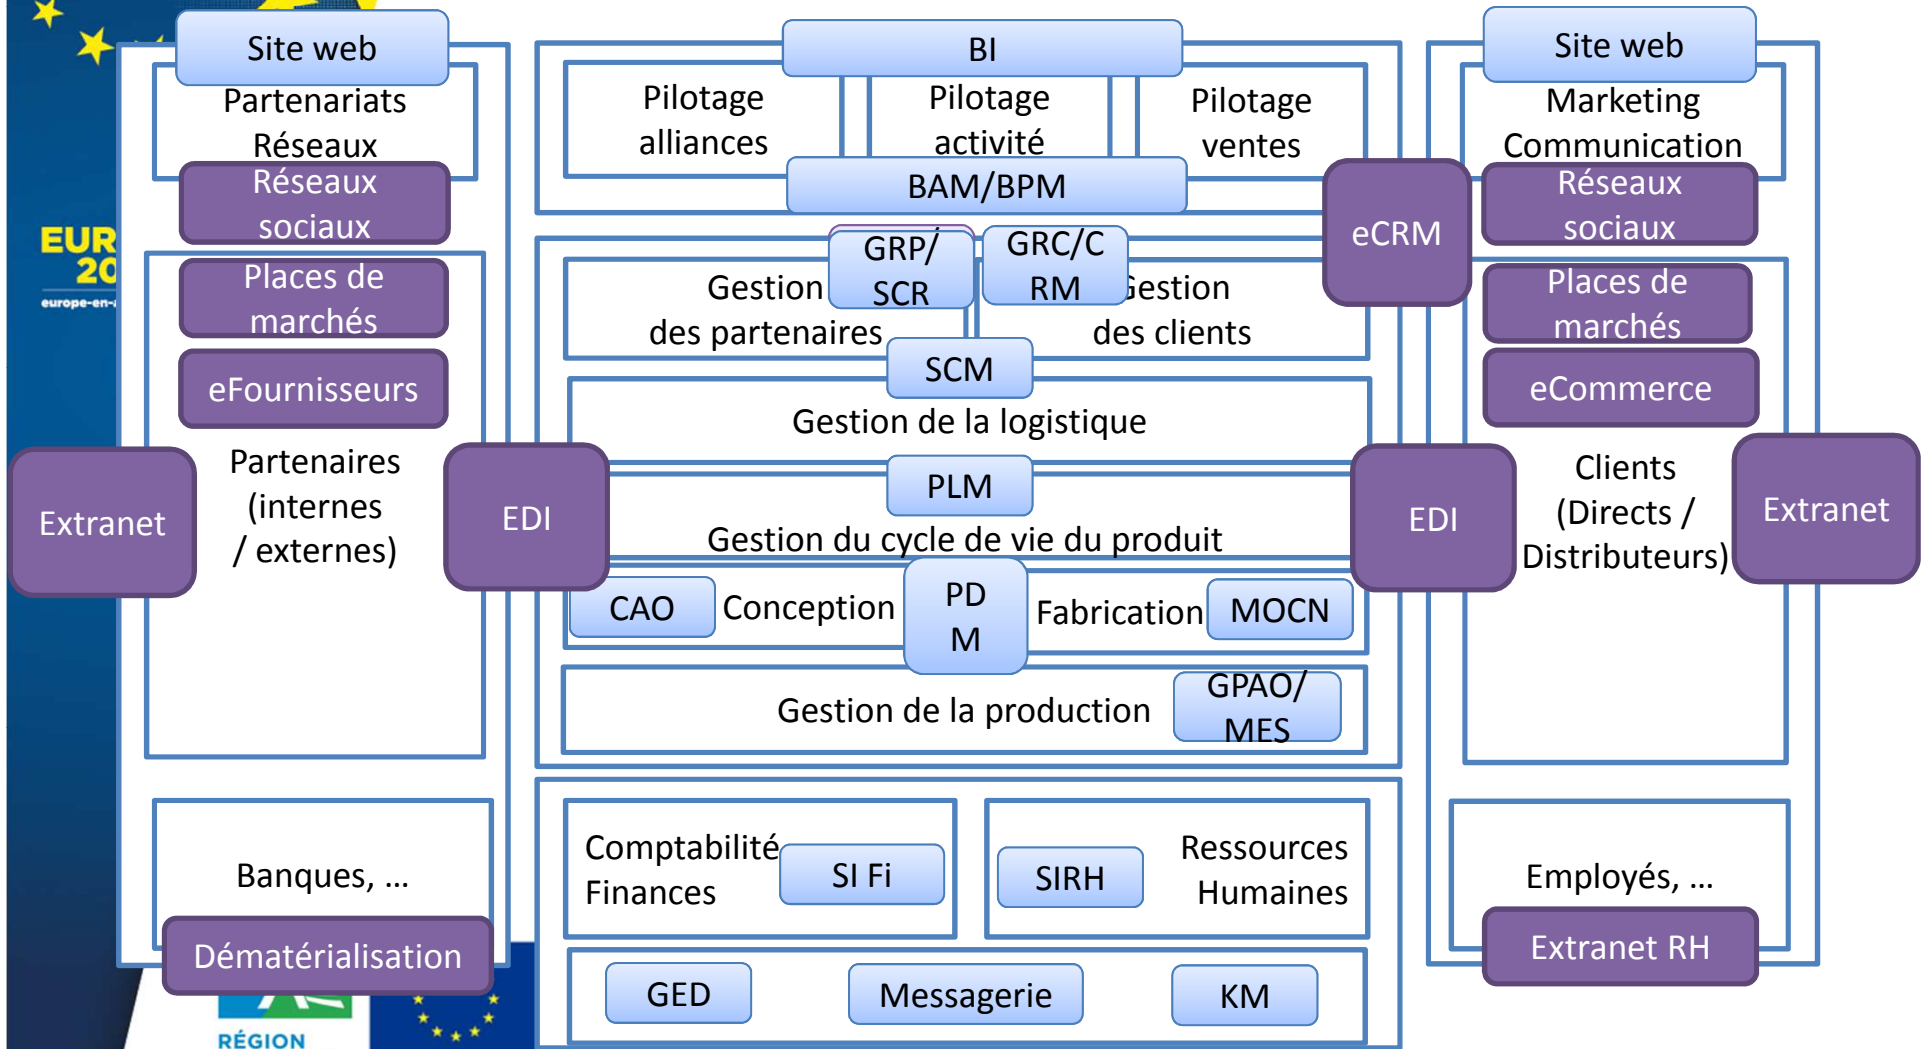 Site web
Partenariats
Réseaux
Réseaux
sociaux
Places de
marchés
eFournisseurs
Extranet
Partenaires
(internes
/ externes)
EDI
Banques, ...
Dématérialisation
BI
Pilotage
alliances
Pilotage
activité
Pilotage
ventes
BAM/BPM
GRP/
SCR
GRC/C
RM
Gestion
des partenaires
Gestion
des clients
SCM
Gestion de la logistique
PLM
Gestion du cycle de vie du produit
CAO
Conception
PD
M
Fabrication
MOCN
Gestion de la production
GPAO/
MES
Comptabilité
Finances
SI Fi
SIRH
Ressources
Humaines
GED
Messagerie
KM
eCRM
EDI
Site web
Marketing
Communication
Réseaux
sociaux
Places de
marchés
eCommerce
Clients
(Directs /
Distributeurs)
Extranet
Employés, ...
Extranet RH
EUR
20
europe-en-
RÉGION